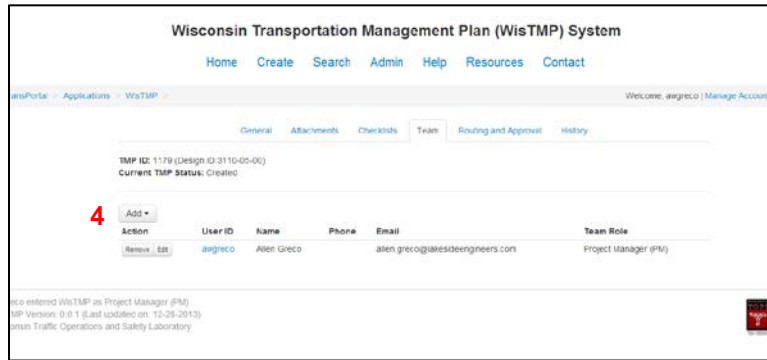 Wisconsin Transportation Management Plan (WisTMP) System
Home Create Search Admin Help Resources Contact
ansPortal > Applications > WisTMP > Welcome, awgreco | Manage Accoun
General Attachments Checklists Team Routing and Approval History
TMP ID: 1179 (Design ID:3110-05-00)
Current TMP Status: Created
4
Add
Action User ID Name Phone Email Team Role
Remove Edit awgreco Allen Greco allen.greco@lakesideengineers.com Project Manager (PM)
eco entered WisTMP as Project Manager (PM)
MP Version: 0.0.1 (Last updated on: 12-28-2013)
onsin Traffic Operations and Safety Laboratory